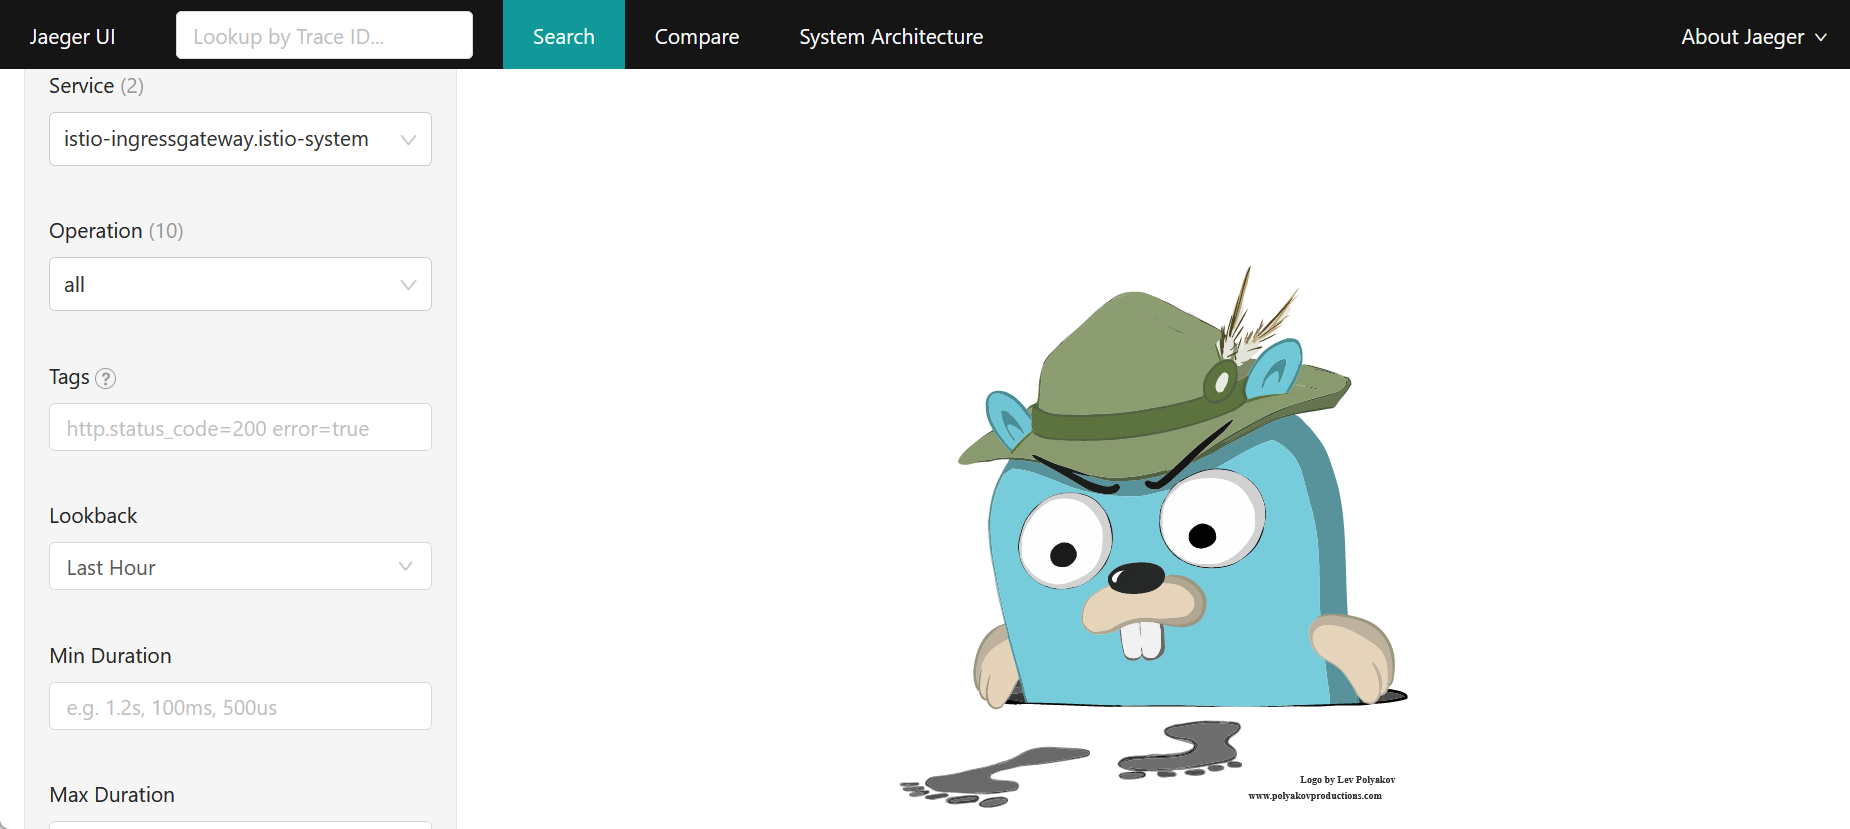 Jaeger UI
Lookup by Trace ID...
Search
Compare
System Architecture
About Jaeger
Service (2)
istio-ingressgateway.istio-system
Operation (10)
all
Tags ?
http.status_code=200 error=true
Lookback
Last Hour
Min Duration
e.g. 1.2s, 100ms, 500us
Max Duration
Logo by Lev Polyakov
www.polyakovproductions.com